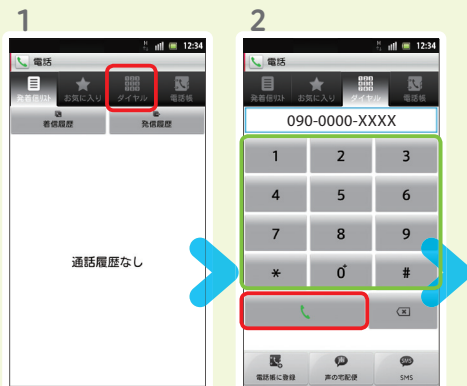 1
12:34
電話
発着信リスト お気に入り ダイヤル 電話帳
着信履歴 発信履歴
通話履歴なし
2
12:34
電話
発着信リスト お気に入り ダイヤル 電話帳
090-0000-XXXX
1 2 3
4 5 6
7 8 9
* 0 #
電話帳に登録 声の宅配便 SMS